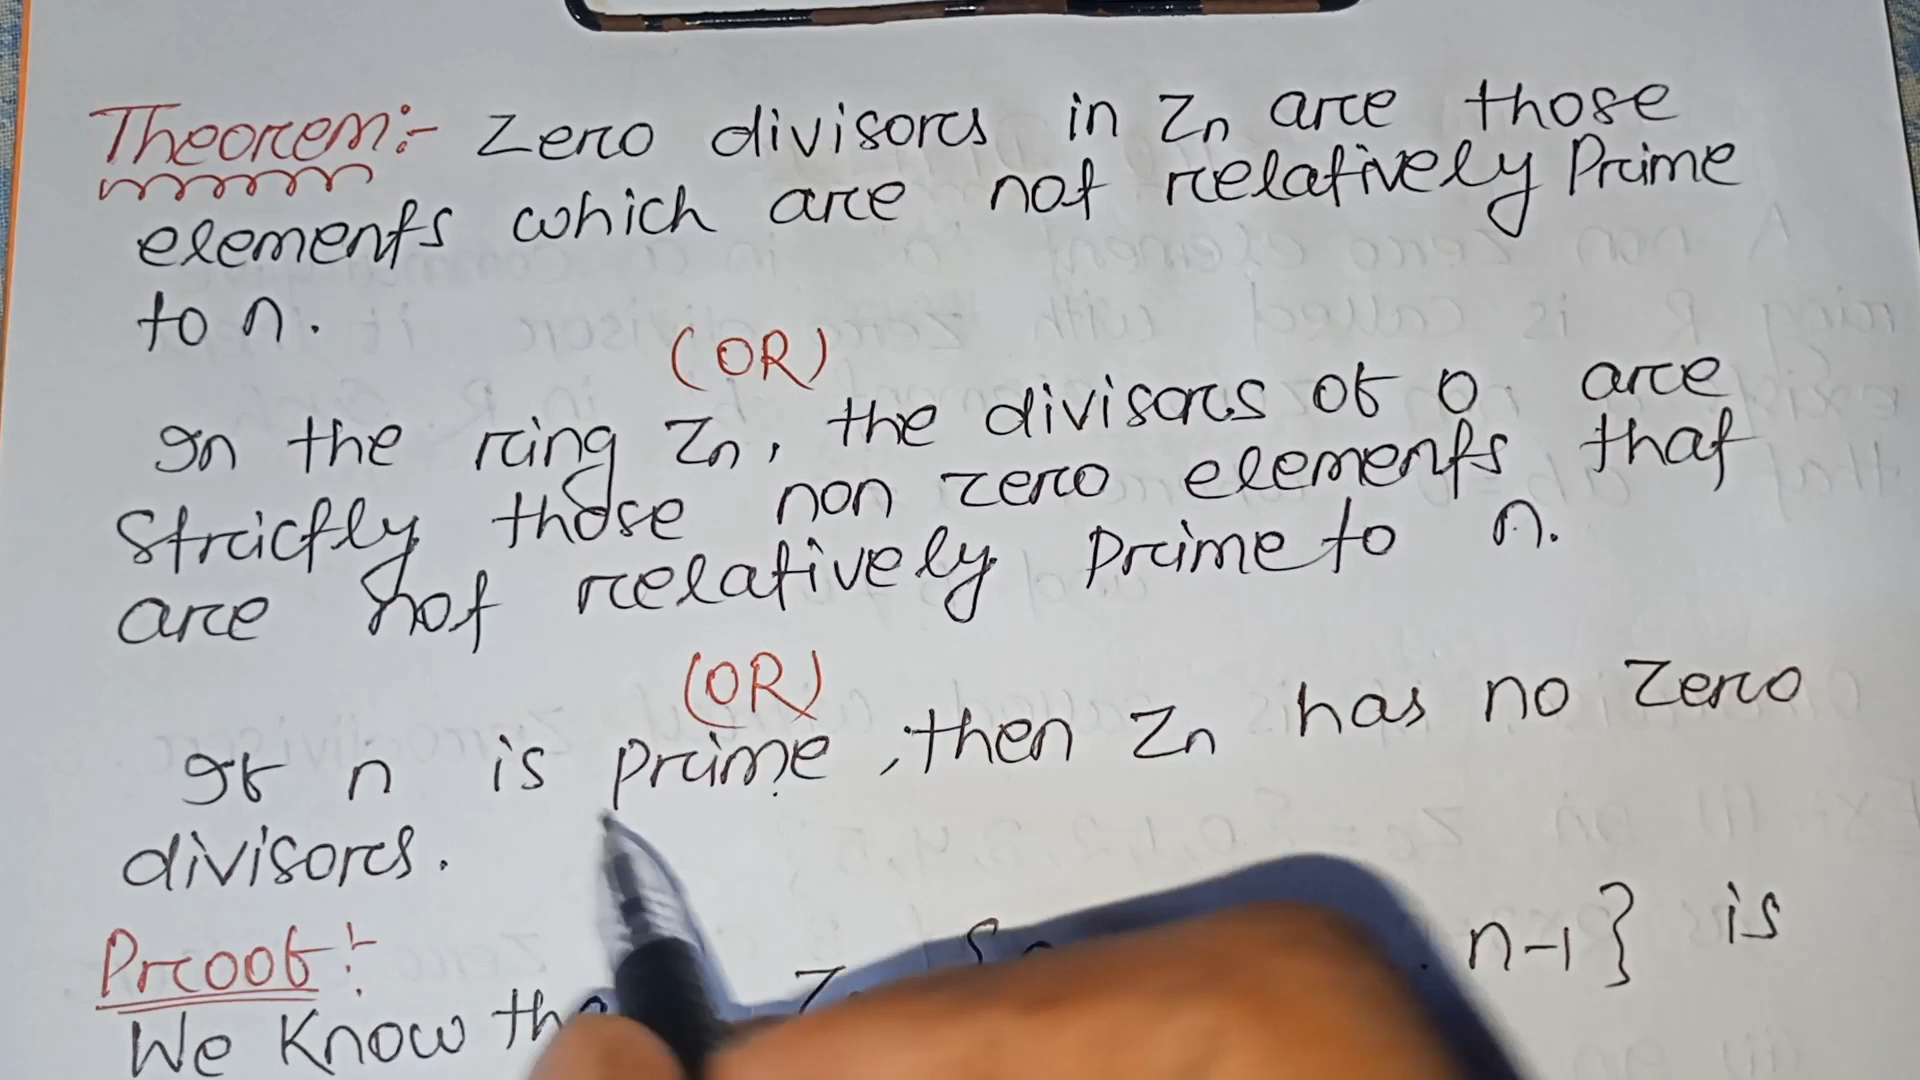 Theorem:- Zero divisors in Zn are those
elements which are not relatively Prime
to n.
(OR)
In the ring Zn, the divisors of 0 are
strictly those non zero elements that
are not relatively Prime to n.
(OR)
If n is prime, then Zn has no zero
divisors.
Proof:-
n-1} is
We know